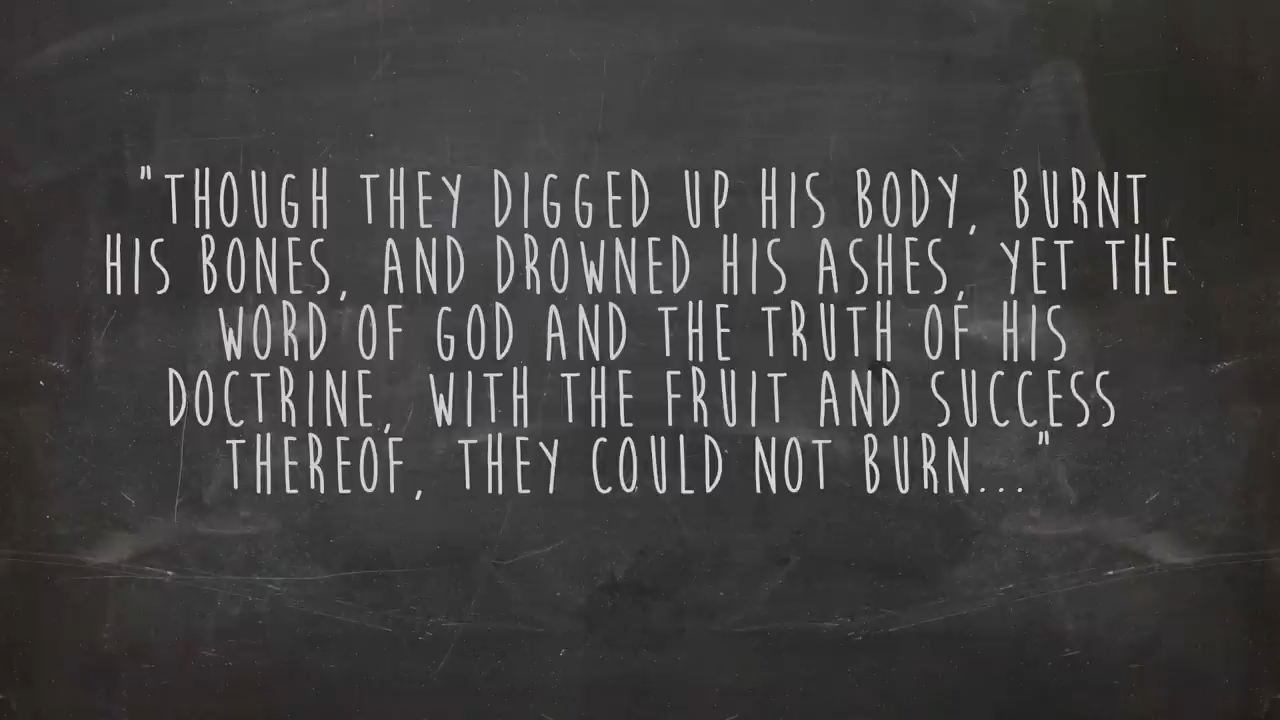 "THOUGH THEY DIGGED UP HIS BODY, BURNT
HIS BONES, AND DROWNED HIS ASHES, YET THE
WORD OF GOD AND THE TRUTH OF HIS
DOCTRINE, WITH THE FRUIT AND SUCCESS
THEREOF, THEY COULD NOT BURN..."